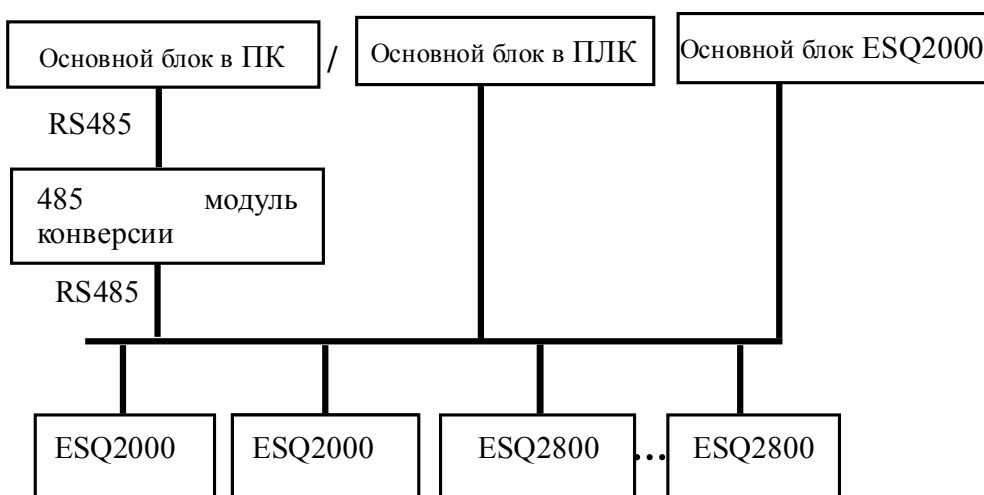 Основной блок в ПК
/
Основной блок в ПЛК
Основной блок ESQ2000
RS485
485 модуль
конверсии
RS485
ESQ2000
ESQ2000
ESQ2800
...
ESQ2800